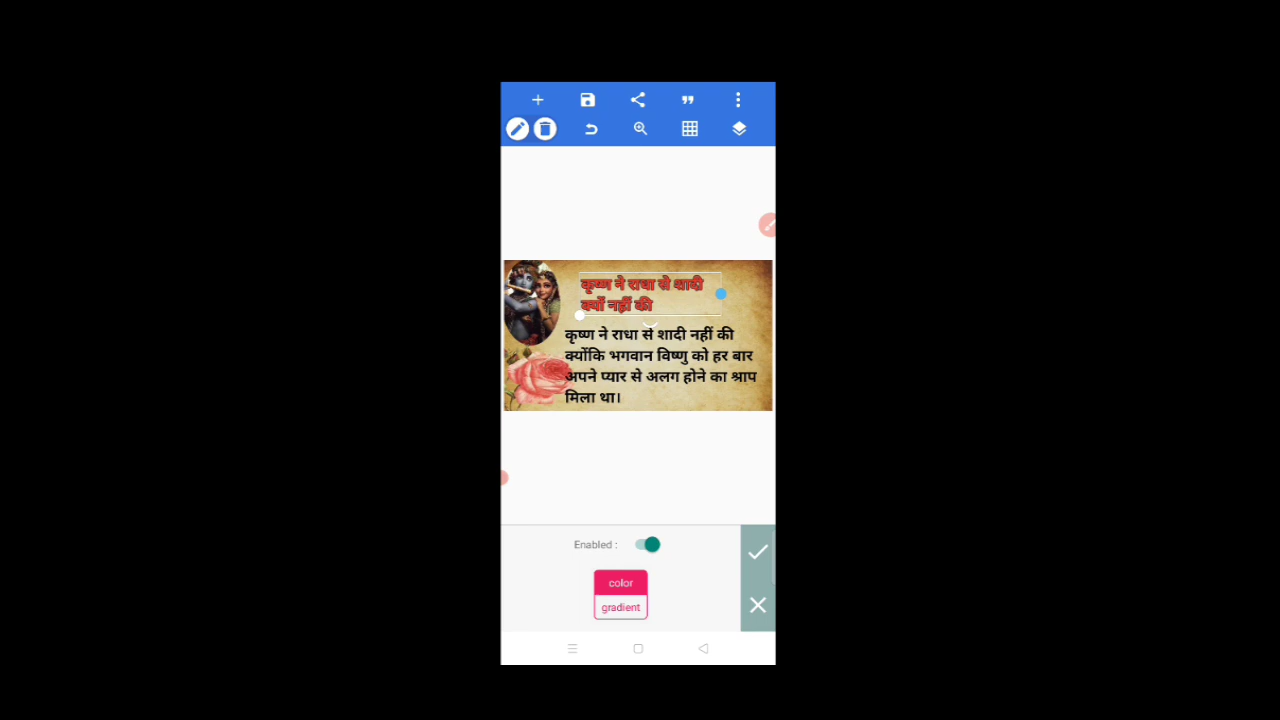 कृष्ण ने राधा से शादी
क्यों नहीं की
कृष्ण ने राधा से शादी नहीं की
क्योंकि भगवान विष्णु को हर बार
अपने प्यार से अलग होने का श्राप
मिला था।
Enabled :
color
gradient